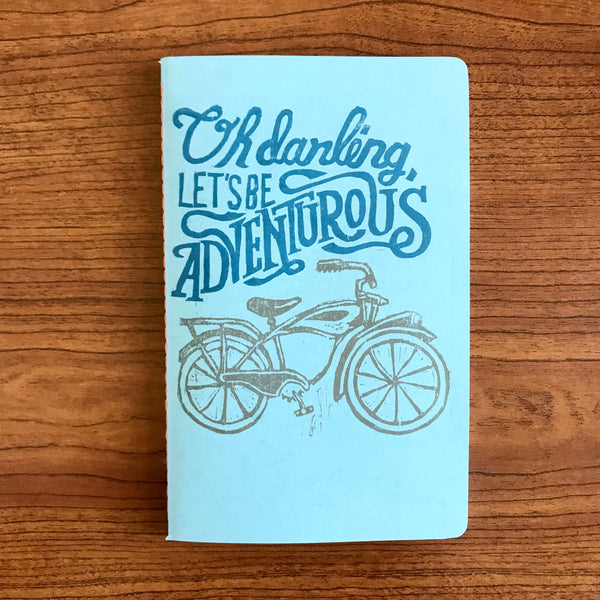 Oh darling,
LET'S BE
ADVENTUROUS